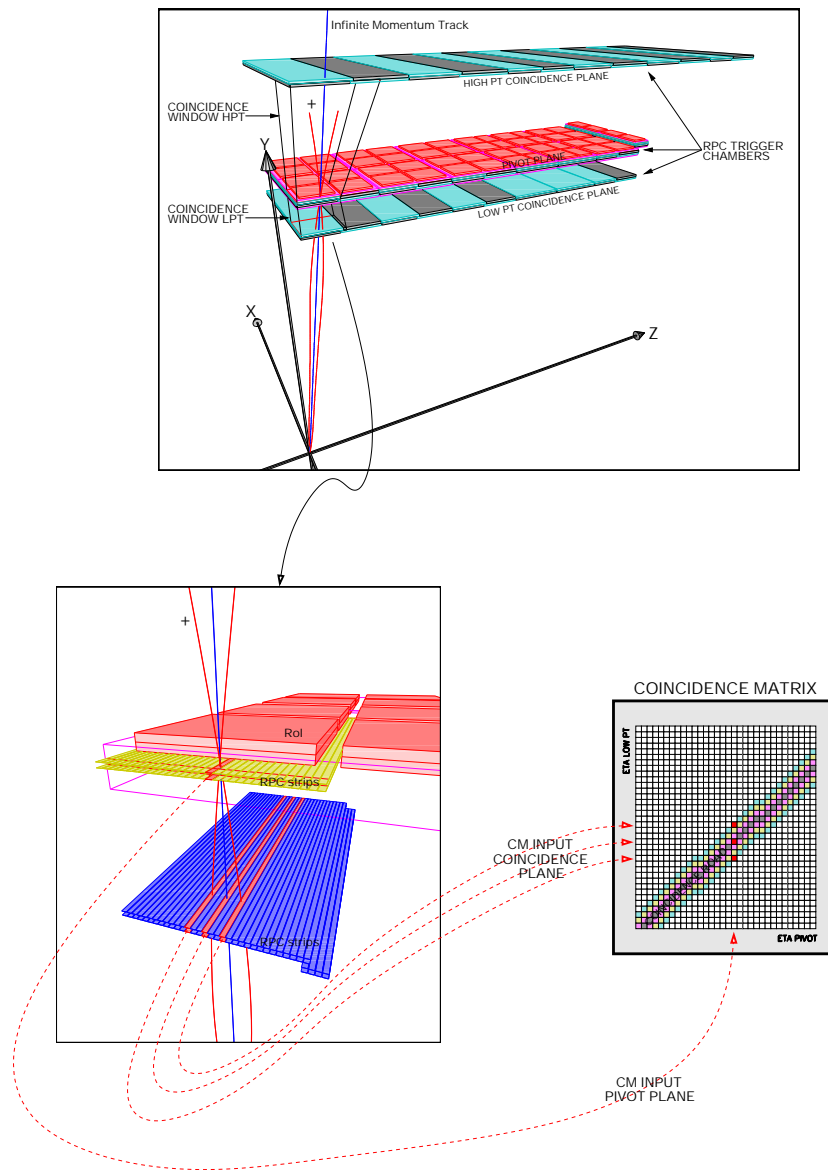 Infinite Momentum Track
HIGH PT COINCIDENCE PLANE
COINCIDENCE
WINDOW HPT
+
Y
PIVOT PLANE
RPC TRIGGER
CHAMBERS
COINCIDENCE
WINDOW LPT
LOW PT COINCIDENCE PLANE
X
Z
+
RoI
RPC strips
RPC strips
COINCIDENCE MATRIX
ETA LOW PT
COINCIDENCE ROAD
ETA PIVOT
CM INPUT
COINCIDENCE
PLANE
CM INPUT
PIVOT PLANE